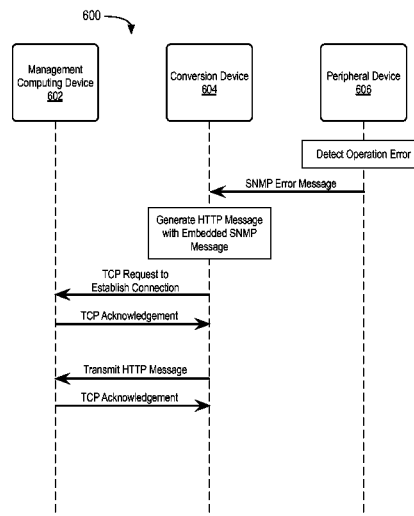 600
Management
Computing Device
602
Conversion Device
604
Peripheral Device
606
Detect Operation Error
SNMP Error Message
Generate HTTP Message
with Embedded SNMP
Message
TCP Request to
Establish Connection
TCP Acknowledgement
Transmit HTTP Message
TCP Acknowledgement